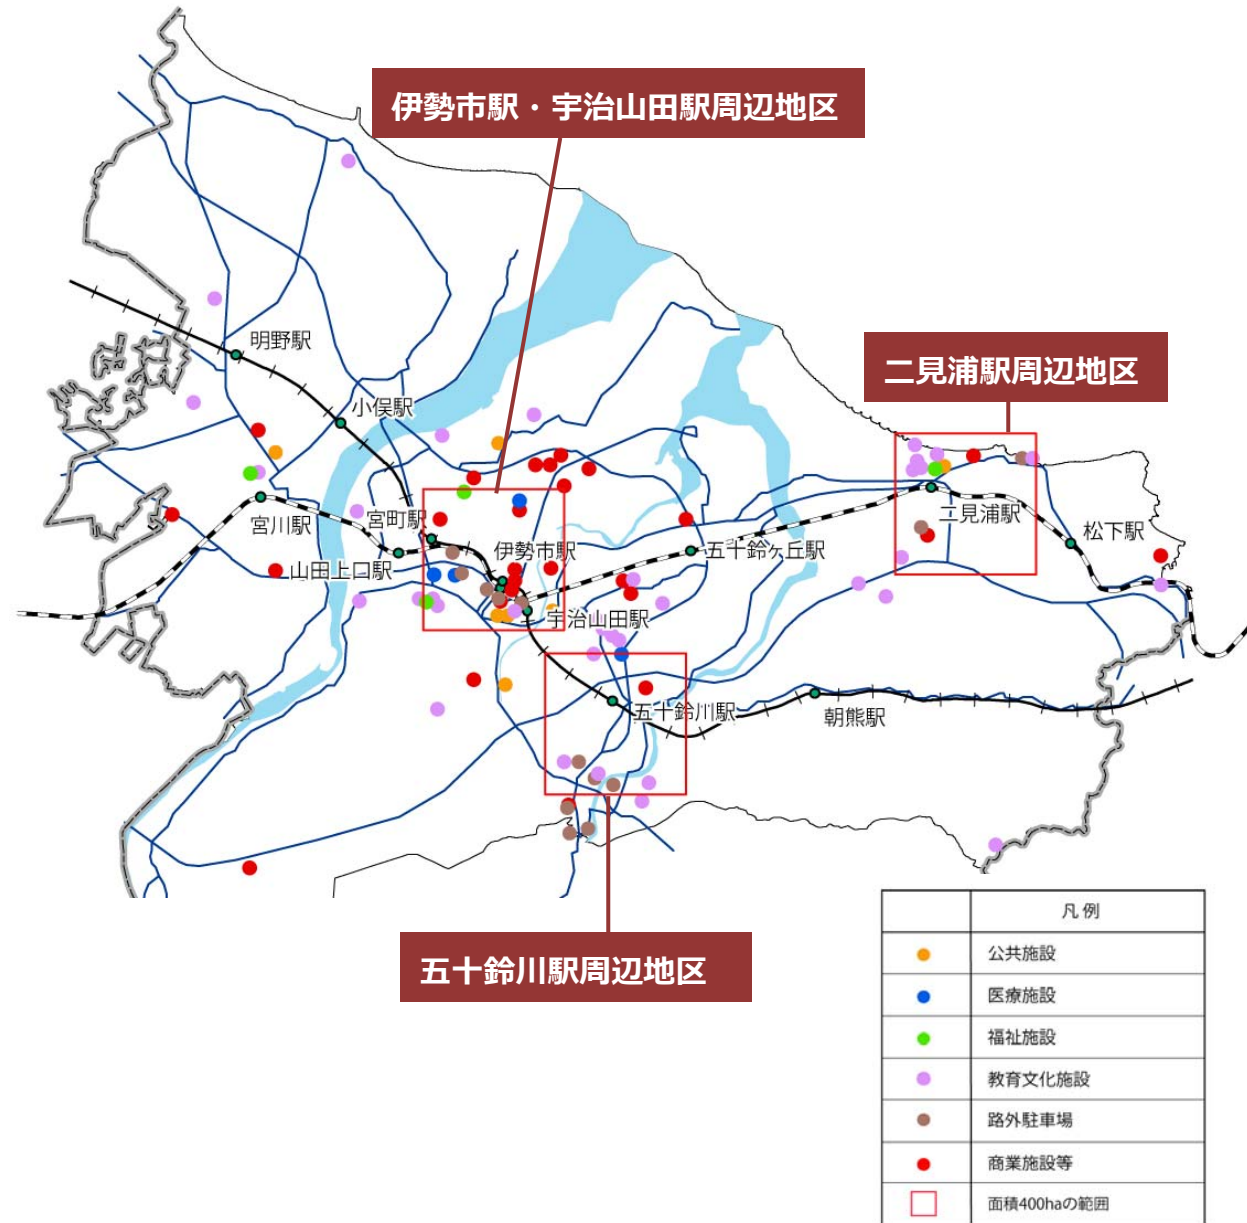 伊勢市駅・宇治山田駅周辺地区
明野駅
二見浦駅周辺地区
小俣駅
宮川駅
宮町駅
二見浦駅
松下駅
伊勢市駅
五十鈴ヶ丘駅
山田上口駅
宇治山田駅
五十鈴川駅
朝熊駅
五十鈴川駅周辺地区
凡例
公共施設
医療施設
福祉施設
教育文化施設
路外駐車場
商業施設等
面積400haの範囲